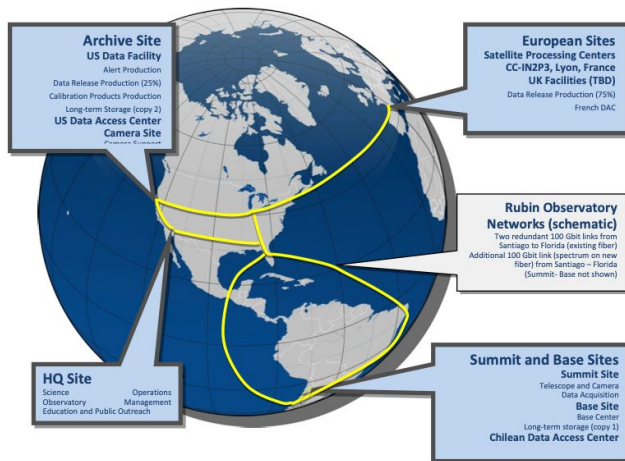 Archive Site
US Data Facility
Alert Production
Data Release Production (25%)
Calibration Products Production
Long-term Storage (copy 2)
US Data Access Center
Camera Site
Camera Support
European Sites
Satellite Processing Centers
CC-IN2P3, Lyon, France
UK Facilities (TBD)
Data Release Production (75%)
French DAC
Rubin Observatory
Networks (schematic)
Two redundant 100 Gbit links from
Santiago to Florida (existing fiber)
Additional 100 Gbit link (spectrum on new
fiber) from Santiago – Florida
(Summit- Base not shown)
HQ Site
Science Operations
Observatory Management
Education and Public Outreach
Summit and Base Sites
Summit Site
Telescope and Camera
Data Acquisition
Base Site
Base Center
Long-term storage (copy 1)
Chilean Data Access Center